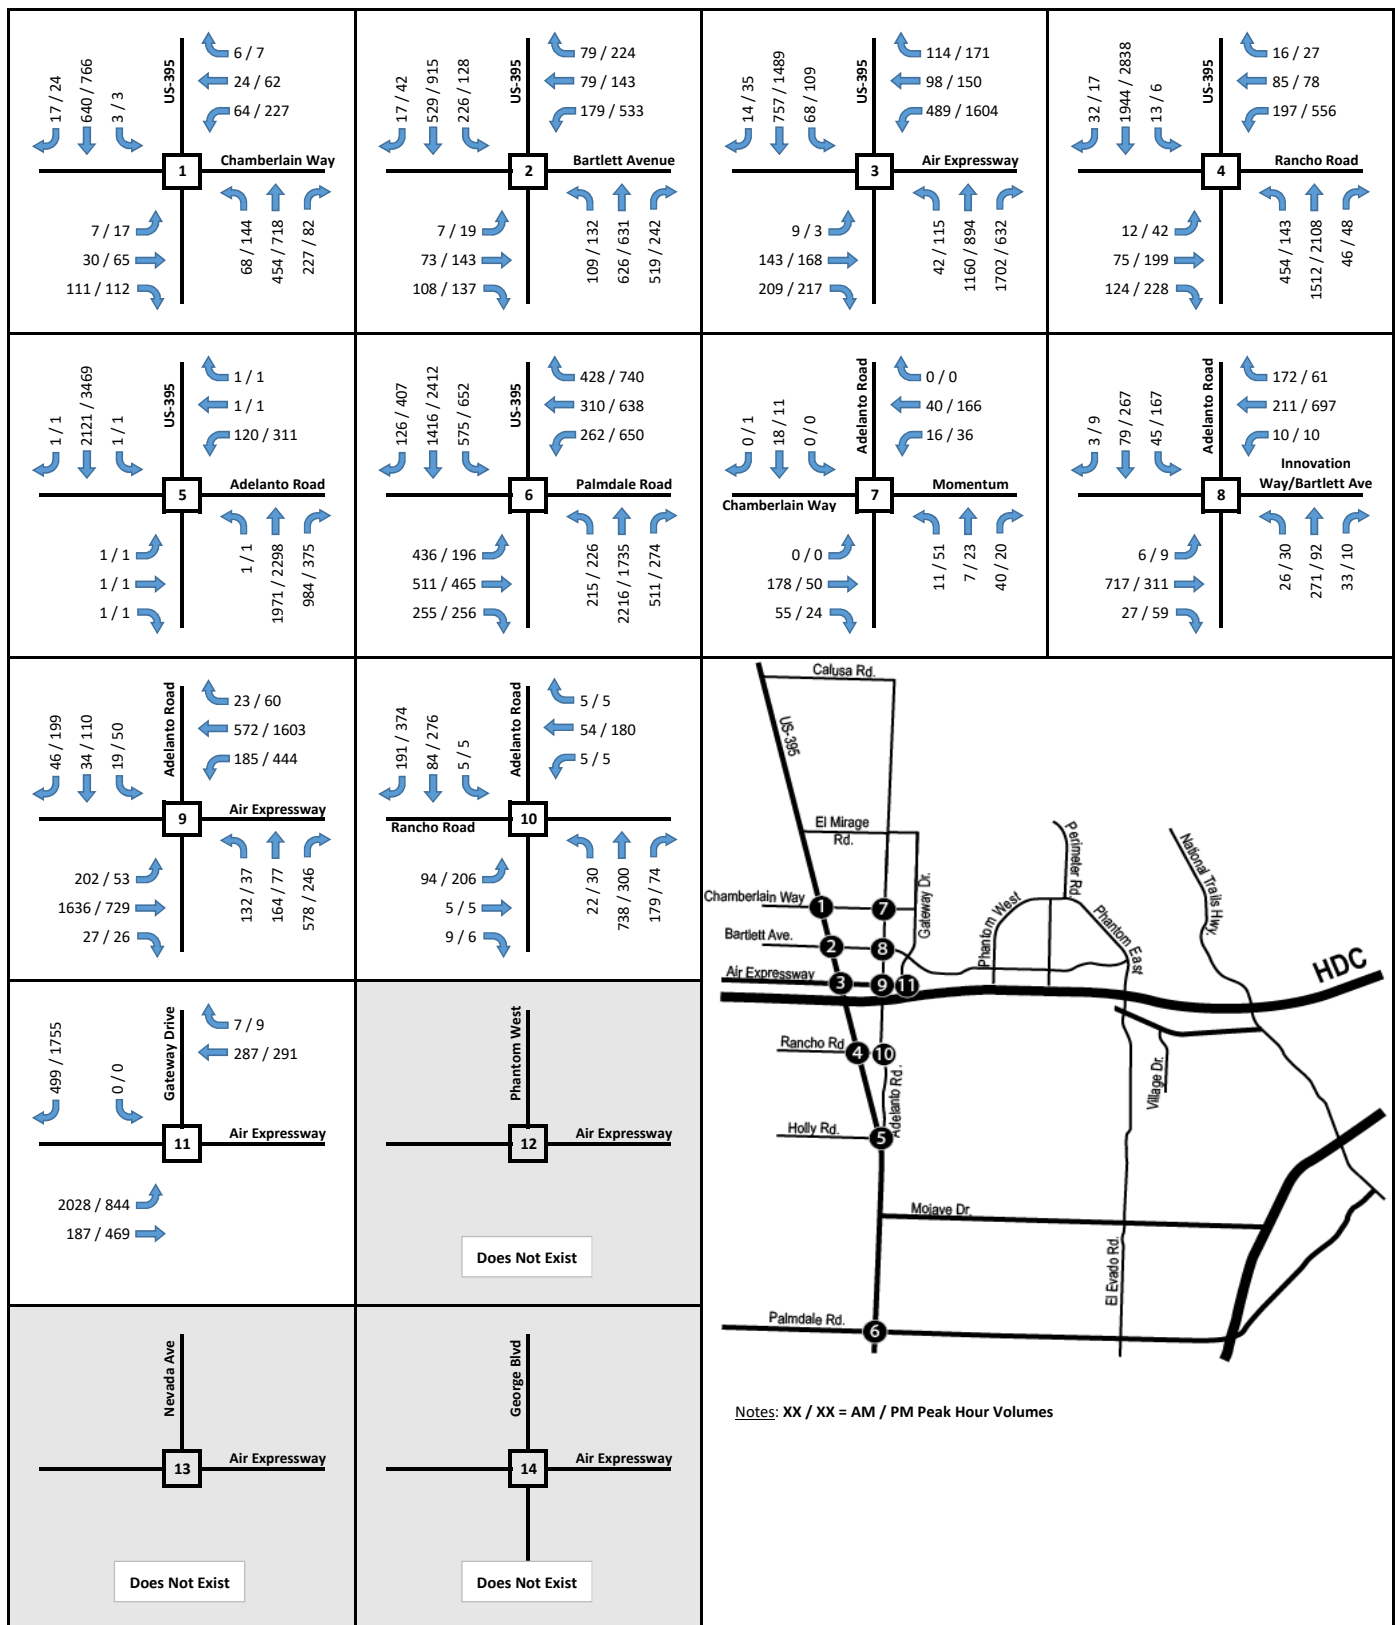 US-395
17 / 24
640 / 766
3 / 3
6 / 7
24 / 62
64 / 227
1
Chamberlain Way
7 / 17
30 / 65
111 / 112
68 / 144
454 / 718
227 / 82
US-395
17 / 42
529 / 915
226 / 128
79 / 224
79 / 143
179 / 533
2
Bartlett Avenue
7 / 19
73 / 143
108 / 137
109 / 132
626 / 631
519 / 242
US-395
14 / 35
757 / 1489
68 / 109
114 / 171
98 / 150
489 / 1604
3
Air Expressway
9 / 3
143 / 168
209 / 217
42 / 115
1160 / 894
1702 / 632
US-395
32 / 17
1944 / 2838
13 / 6
16 / 27
85 / 78
197 / 556
4
Rancho Road
12 / 42
75 / 199
124 / 228
454 / 143
1512 / 2108
46 / 48
US-395
1 / 1
2121 / 3469
1 / 1
1 / 1
1 / 1
120 / 311
5
Adelanto Road
1 / 1
1 / 1
1 / 1
1 / 1
1971 / 2298
984 / 375
US-395
126 / 407
1416 / 2412
575 / 652
428 / 740
310 / 638
262 / 650
6
Palmdale Road
436 / 196
511 / 465
255 / 256
215 / 226
2216 / 1735
511 / 274
Adelanto Road
0 / 1
18 / 11
0 / 0
0 / 0
40 / 166
16 / 36
7
Momentum
Chamberlain Way
0 / 0
178 / 50
55 / 24
11 / 51
7 / 23
40 / 20
Adelanto Road
3 / 9
79 / 267
45 / 167
172 / 61
211 / 697
10 / 10
8
Innovation
Way/Bartlett Ave
6 / 9
717 / 311
27 / 59
26 / 30
271 / 92
33 / 10
Adelanto Road
46 / 199
34 / 110
19 / 50
23 / 60
572 / 1603
185 / 444
9
Air Expressway
202 / 53
1636 / 729
27 / 26
132 / 37
164 / 77
578 / 246
Adelanto Road
191 / 374
84 / 276
5 / 5
5 / 5
54 / 180
5 / 5
10
Rancho Road
94 / 206
5 / 5
9 / 6
22 / 30
738 / 300
179 / 74
Gateway Drive
499 / 1755
0 / 0
7 / 9
287 / 291
11
Air Expressway
2028 / 844
187 / 469
Phantom West
12
Air Expressway
Does Not Exist
Nevada Ave
13
Air Expressway
Does Not Exist
George Blvd
14
Air Expressway
Does Not Exist
Calusa Rd.
US-395
El Mirage
Rd.
Chamberlain Way
1
7
Gateway Dr.
Bartlett Ave.
2
8
Air Expressway
3
9
11
Phantom West
Perimeter Rd
Phantom East
National Trails Hwy.
HDC
Rancho Rd
4
10
Adelanto Rd.
Village Dr.
Holly Rd.
5
Mojave Dr.
El Evado Rd.
Palmdale Rd.
6
Notes: XX / XX = AM / PM Peak Hour Volumes